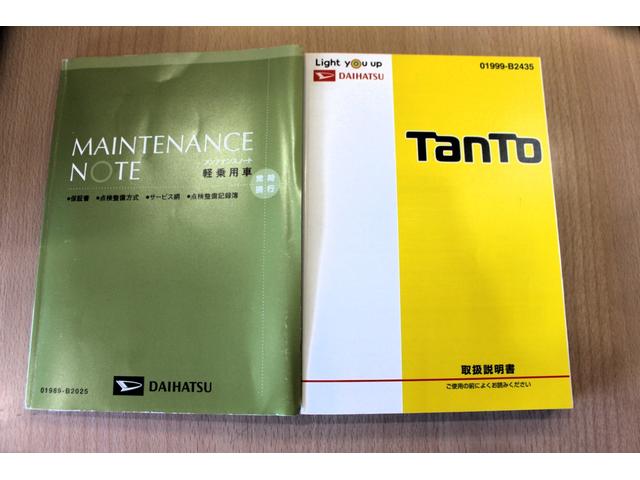 MAINTENANCE
NOTE
メンテナンスノート
軽乗用車
常時
携行
●保証書 ●点検整備方式 ●サービス網 ●点検整備記録簿
DAIHATSU
01985-B2025
Light you up
DAIHATSU
01999-B2435
TanTo
取扱説明書
ご使用の前によくお読みください